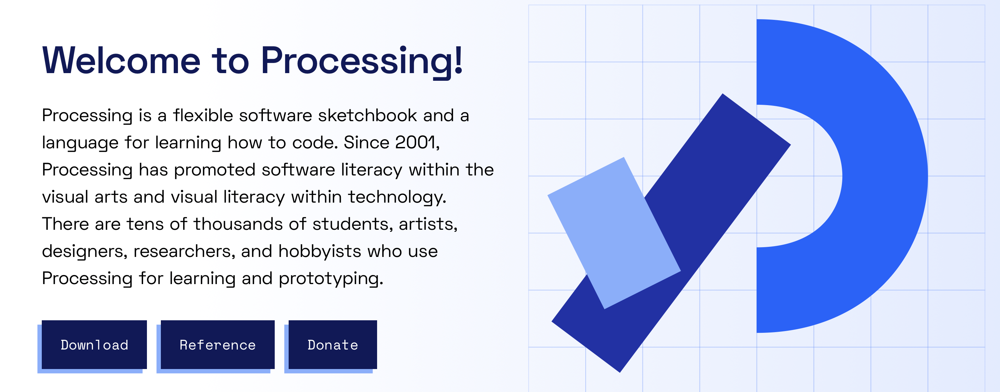 Welcome to Processing!
Processing is a flexible software sketchbook and a
language for learning how to code. Since 2001,
Processing has promoted software literacy within the
visual arts and visual literacy within technology.
There are tens of thousands of students, artists,
designers, researchers, and hobbyists who use
Processing for learning and prototyping.
Download
Reference
Donate